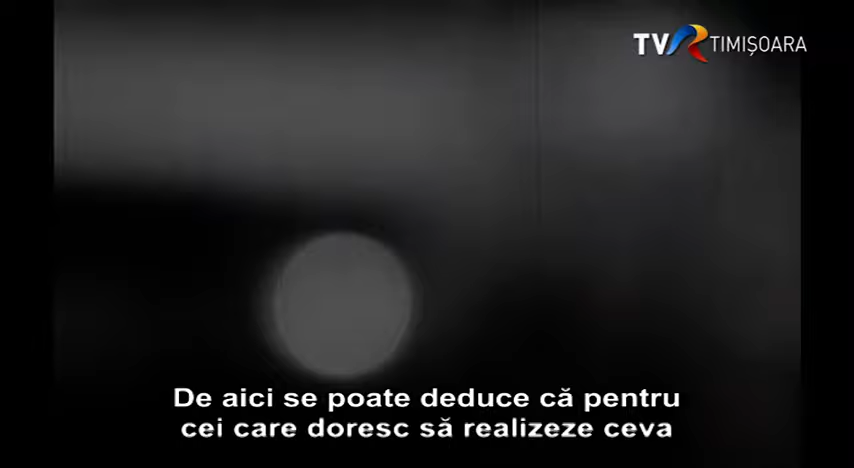 TVR TIMIȘOARA
De aici se poate deduce că pentru
cei care doresc să realizeze ceva